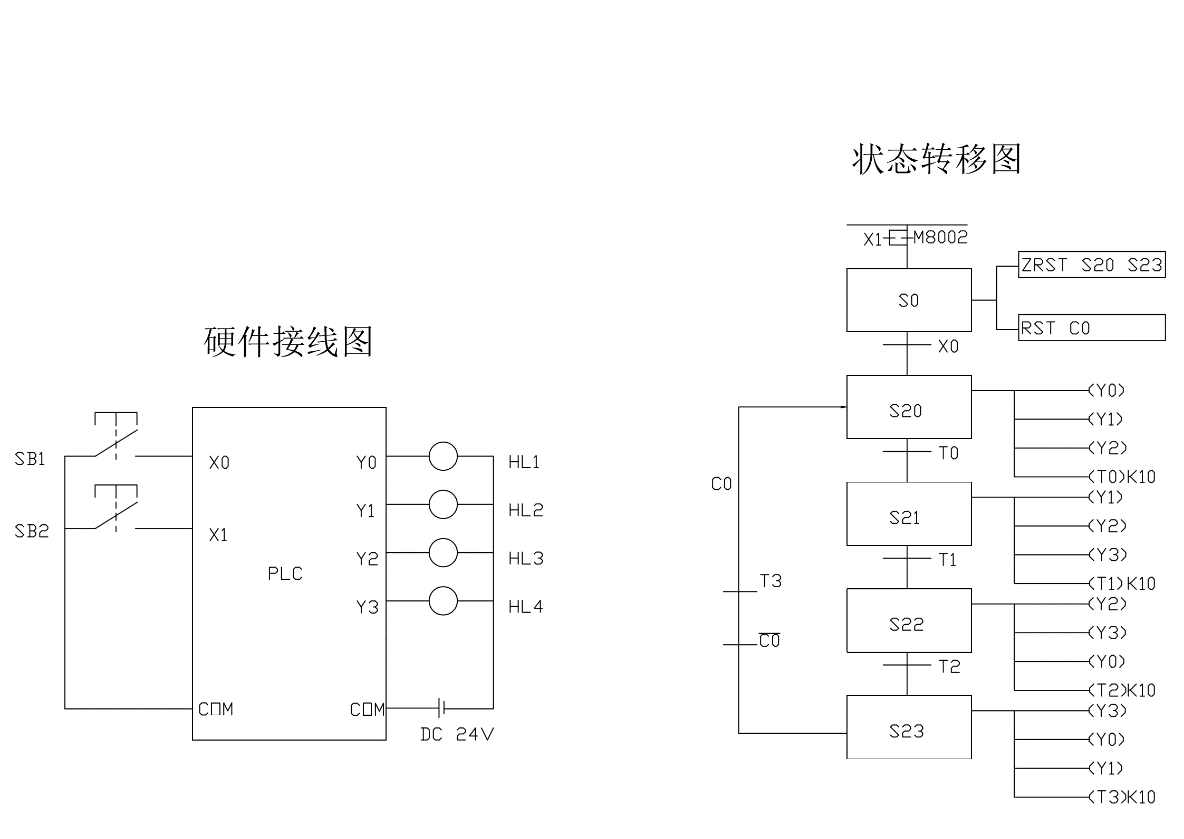 硬件接线图
SB1
X0
Y0
HL1
Y1
HL2
SB2
X1
Y2
HL3
PLC
Y3
HL4
COM
COM
DC 24V
状态转移图
X1
M8002
S0
ZRST S20 S23
RST C0
X0
S20
(Y0)
(Y1)
(Y2)
(T0)K10
T0
C0
S21
(Y1)
(Y2)
(Y3)
(T1)K10
T1
T3
C0
S22
(Y2)
(Y3)
(Y0)
(T2)K10
T2
S23
(Y3)
(Y0)
(Y1)
(T3)K10